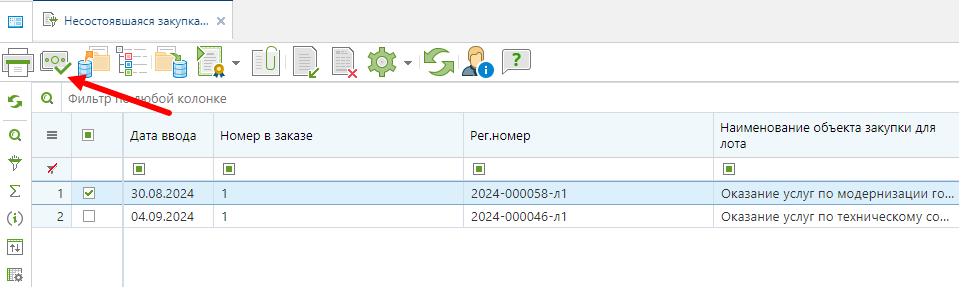 Несостоявшаяся закупка...
?
i
Фильтр по любой колонке
Дата ввода Номер в заказе Рег.номер Наименование объекта закупки для
лота
1 30.08.2024 1 2024-000058-л1 Оказание услуг по модернизации го...
2 04.09.2024 1 2024-000046-л1 Оказание услуг по техническому со...
Σ
(i)